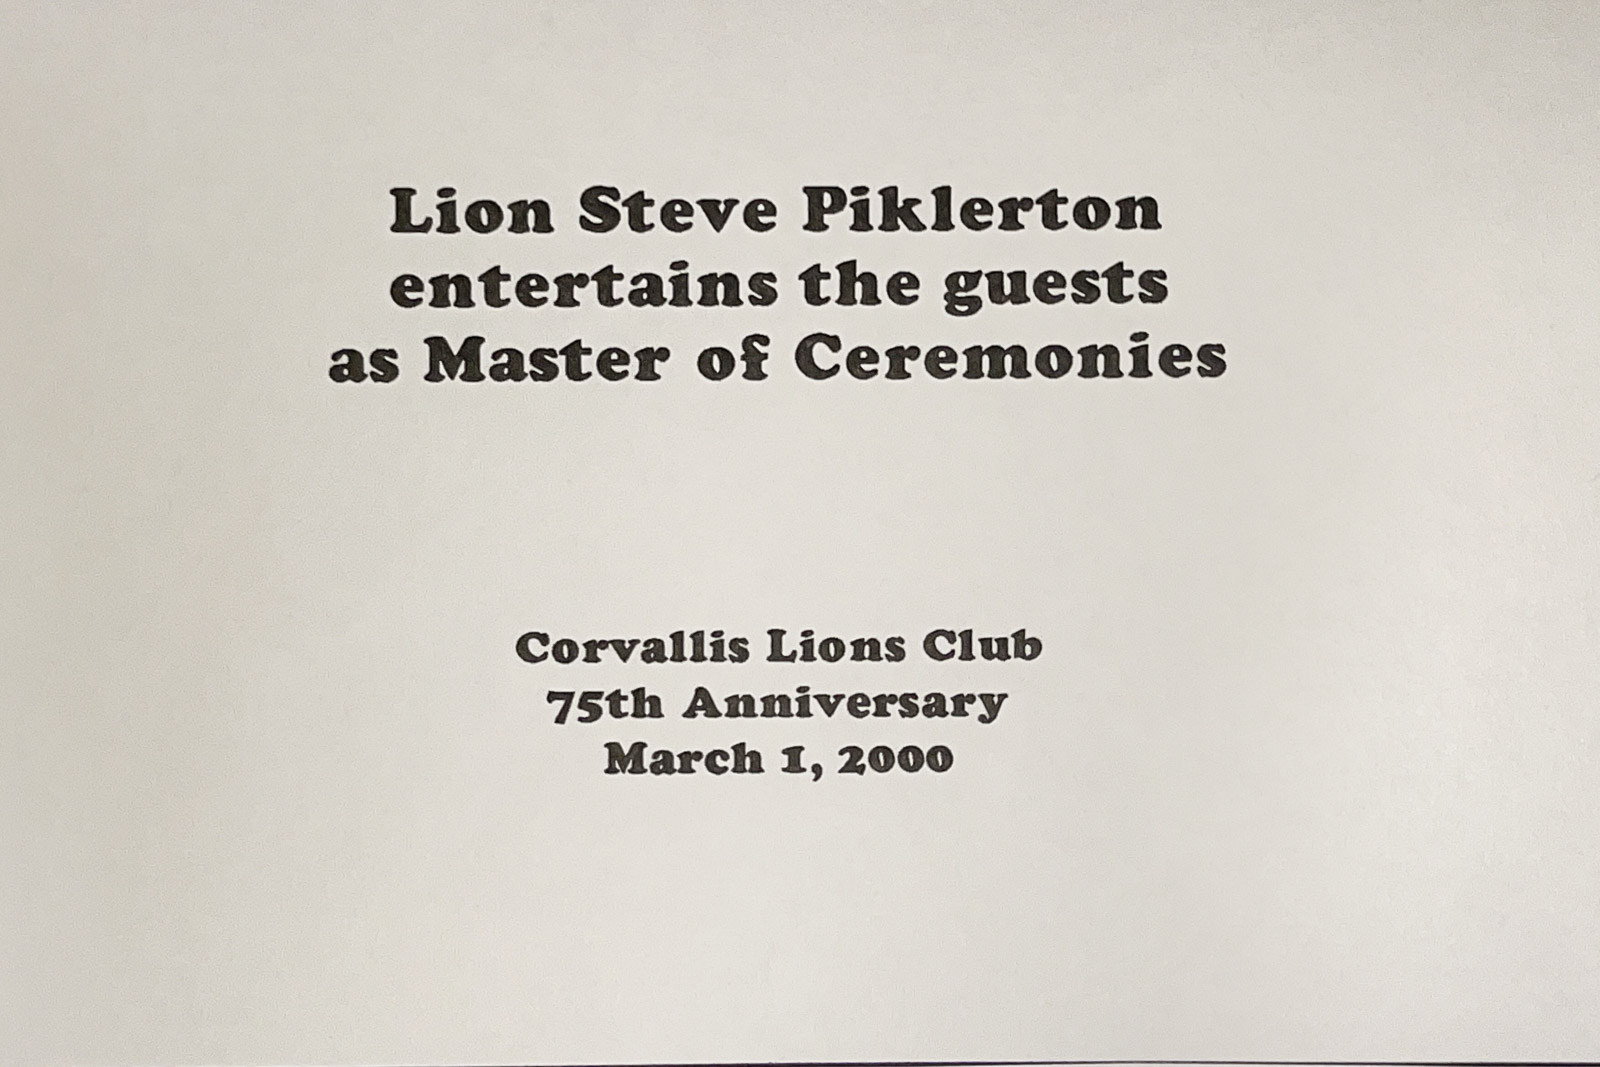 Lion Steve Piklerton
entertains the guests
as Master of Ceremonies
Corvallis Lions Club
75th Anniversary
March 1, 2000